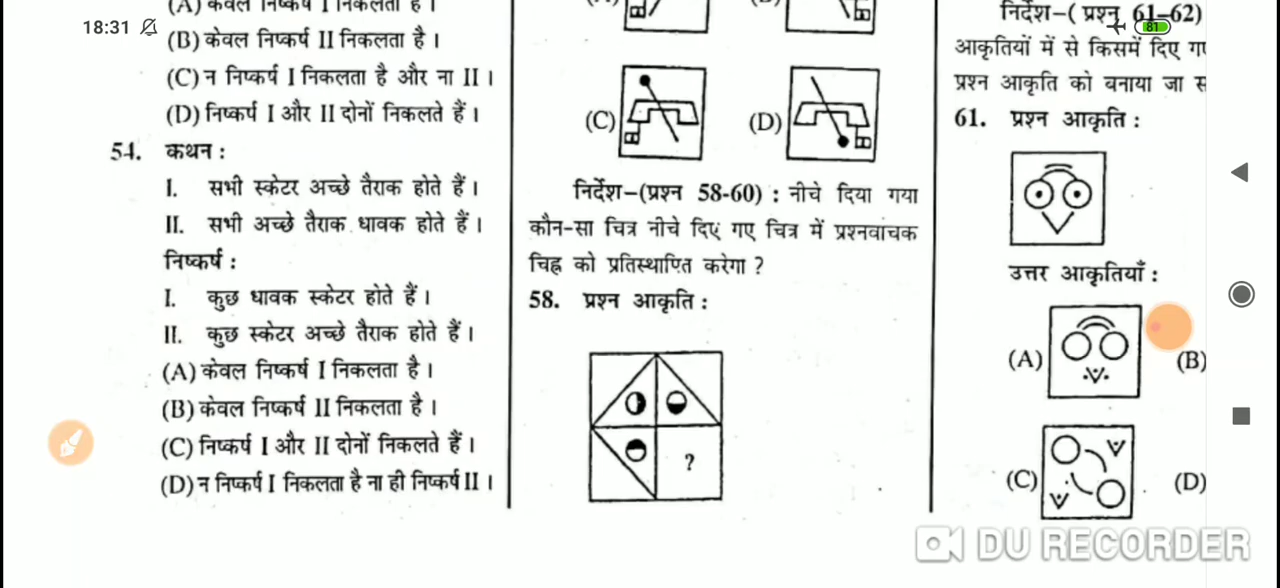 18:31
81
(A) केवल निष्कर्ष I निकलता है।
(B) केवल निष्कर्ष II निकलता है।
(C) न निष्कर्ष I निकलता है और ना II।
(D) निष्कर्ष I और II दोनों निकलते हैं।
54. कथन :
I. सभी स्केटर अच्छे तैराक होते हैं।
II. सभी अच्छे तैराक धावक होते हैं।
निष्कर्ष :
I. कुछ धावक स्केटर होते हैं।
II. कुछ स्केटर अच्छे तैराक होते हैं।
(A) केवल निष्कर्ष I निकलता है।
(B) केवल निष्कर्ष II निकलता है।
(C) निष्कर्ष I और II दोनों निकलते हैं।
(D) न निष्कर्ष I निकलता है ना ही निष्कर्ष II।
(C)
(D)
निर्देश–(प्रश्न 58-60) : नीचे दिया गया
कौन-सा चित्र नीचे दिए गए चित्र में प्रश्नवाचक
चिह्न को प्रतिस्थापित करेगा ?
58. प्रश्न आकृति :
?
निर्देश–( प्रश्न 61–62)
आकृतियों में से किसमें दिए
प्रश्न आकृति को बनाया जा
61. प्रश्न आकृति :
उत्तर आकृतियाँ :
(A)
(B)
(C)
(D)
DU RECORDER